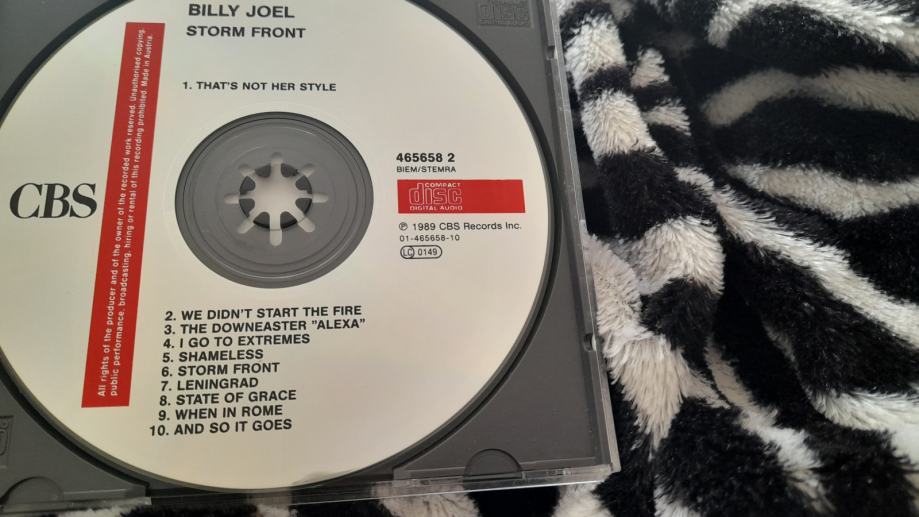 BILLY JOEL
STORM FRONT
1. THAT'S NOT HER STYLE
CBS
All rights of the producer and of the owner of the recorded work reserved. Unauthorised copying,
public performance, broadcasting, hiring or rental of this recording prohibited. Made in Austria.
465658 2
BIEM/STEMRA
COMPACT
disc
DIGITAL AUDIO
℗ 1989 CBS Records Inc.
01-465658-10
LC 0149
2. WE DIDN'T START THE FIRE
3. THE DOWNEASTER "ALEXA"
4. I GO TO EXTREMES
5. SHAMELESS
6. STORM FRONT
7. LENINGRAD
8. STATE OF GRACE
9. WHEN IN ROME
10. AND SO IT GOES